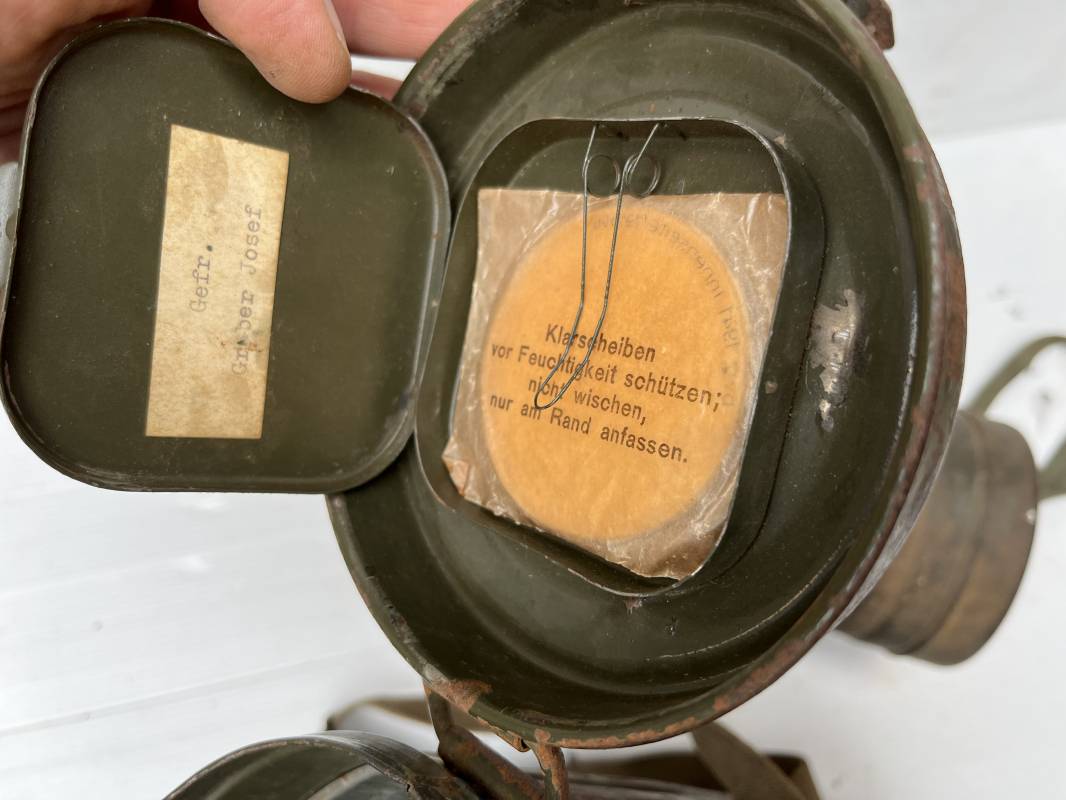 Gefr.
Gruber Josef
Klarscheiben
vor Feuchtigkeit schützen;
nicht wischen,
nur am Rand anfassen.